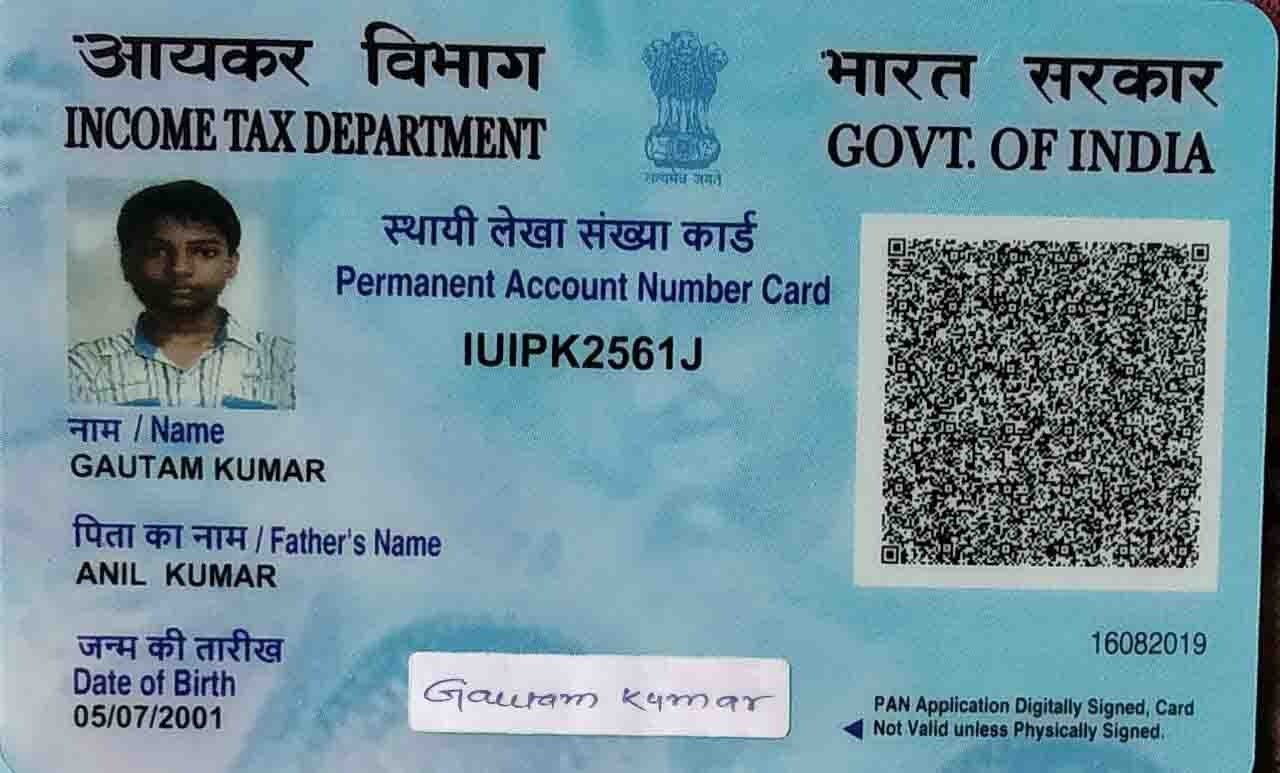 आयकर विभाग
INCOME TAX DEPARTMENT
सत्यमेव जयते
भारत सरकार
GOVT. OF INDIA
स्थायी लेखा संख्या कार्ड
Permanent Account Number Card
IUIPK2561J
नाम / Name
GAUTAM KUMAR
पिता का नाम / Father's Name
ANIL KUMAR
जन्म की तारीख
Date of Birth
05/07/2001
Gautam Kumar
16082019
PAN Application Digitally Signed, Card
Not Valid unless Physically Signed.